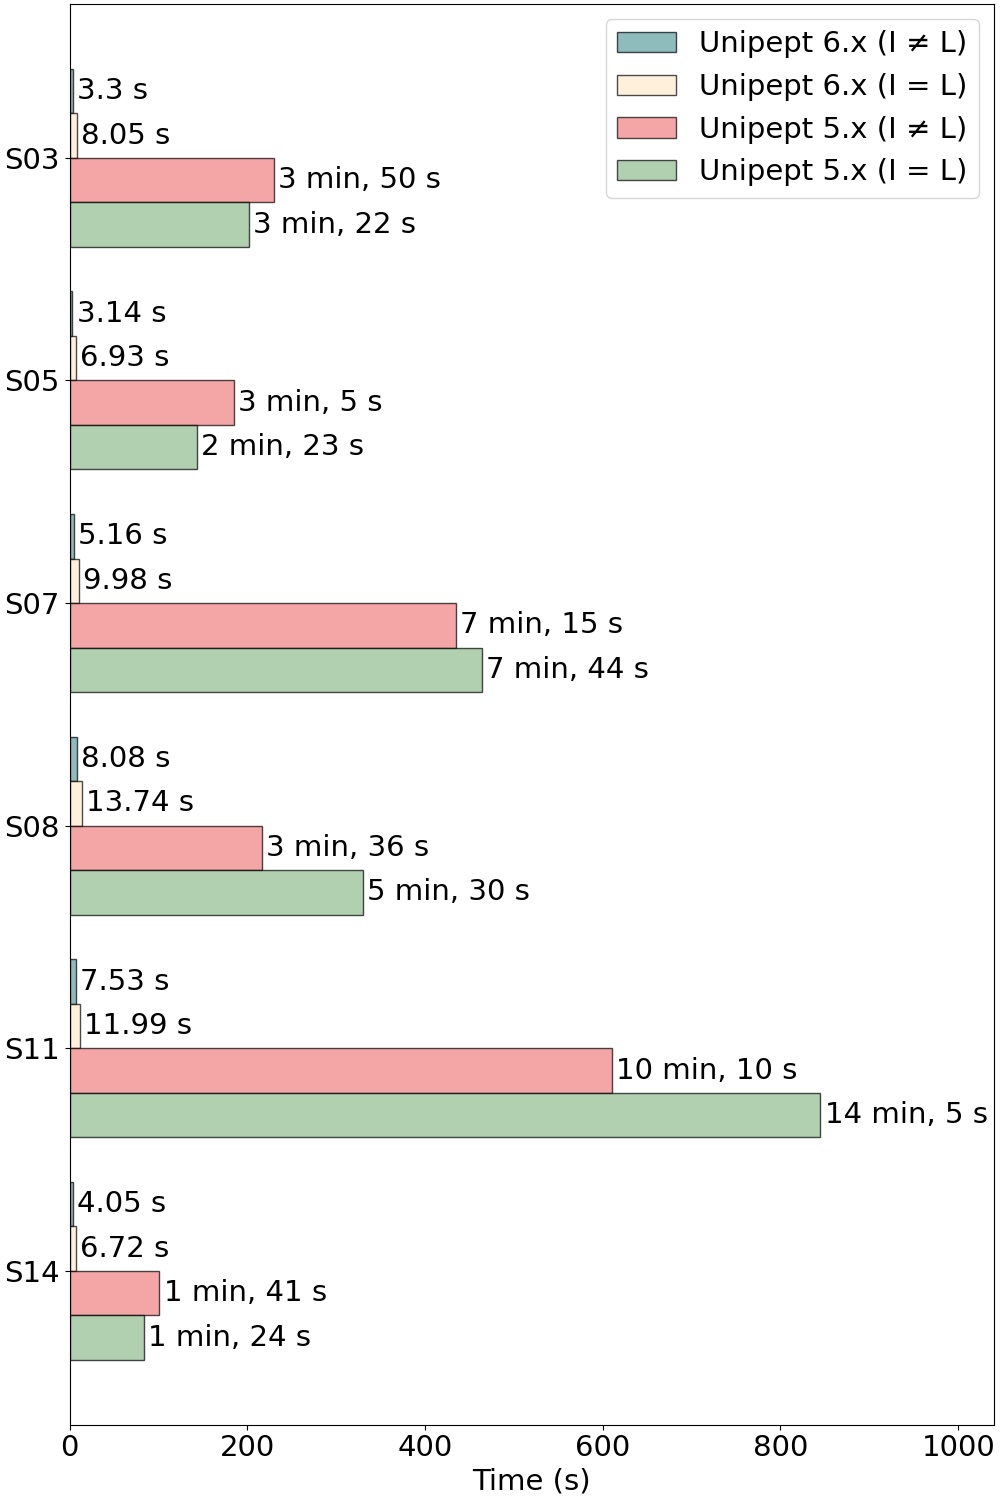 Unipept 6.x (I ≠ L)
Unipept 6.x (I = L)
Unipept 5.x (I ≠ L)
Unipept 5.x (I = L)
S03
3.3 s
8.05 s
3 min, 50 s
3 min, 22 s
S05
3.14 s
6.93 s
3 min, 5 s
2 min, 23 s
S07
5.16 s
9.98 s
7 min, 15 s
7 min, 44 s
S08
8.08 s
13.74 s
3 min, 36 s
5 min, 30 s
S11
7.53 s
11.99 s
10 min, 10 s
14 min, 5 s
S14
4.05 s
6.72 s
1 min, 41 s
1 min, 24 s
0 200 400 600 800 1000
Time (s)